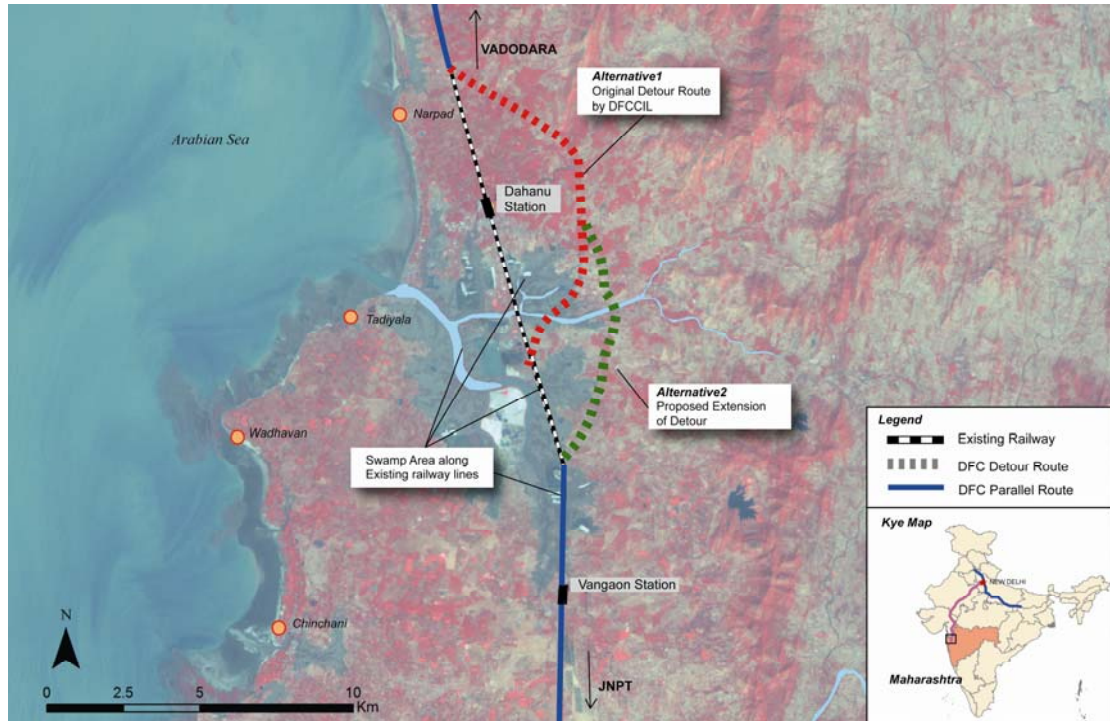 VADODARA
Alternative1
Original Detour Route
by DFCCIL
Narpad
Arabian Sea
Dahanu
Station
Tadiyala
Alternative2
Proposed Extension
of Detour
Wadhavan
Swamp Area along
Existing railway lines
Legend
Existing Railway
DFC Detour Route
DFC Parallel Route
Kye Map
NEW DELHI
Maharashtra
Vangaon Station
Chinchani
N
0 2.5 5 10
Km
JNPT